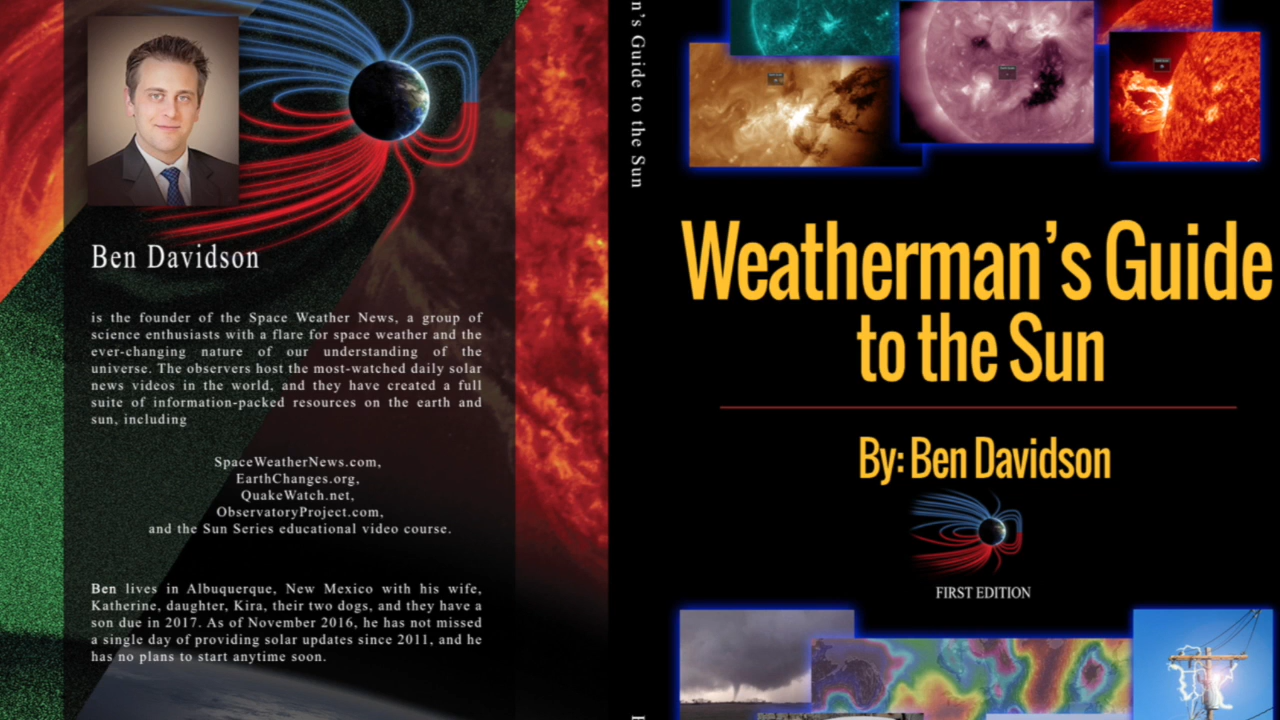 Ben Davidson
is the founder of the Space Weather News, a group of
science enthusiasts with a flare for space weather and the
ever-changing nature of our understanding of the
universe. The observers host the most-watched daily solar
news videos in the world, and they have created a full
suite of information-packed resources on the earth and
sun, including
SpaceWeatherNews.com,
EarthChanges.org,
QuakeWatch.net,
ObservatoryProject.com,
and the Sun Series educational video course.
Ben lives in Albuquerque, New Mexico with his wife,
Katherine, daughter, Kira, their two dogs, and they have a
son due in 2017. As of November 2016, he has not missed
a single day of providing solar updates since 2011, and he
has no plans to start anytime soon.
n's Guide to the Sun
Weatherman's Guide
to the Sun
By: Ben Davidson
FIRST EDITION